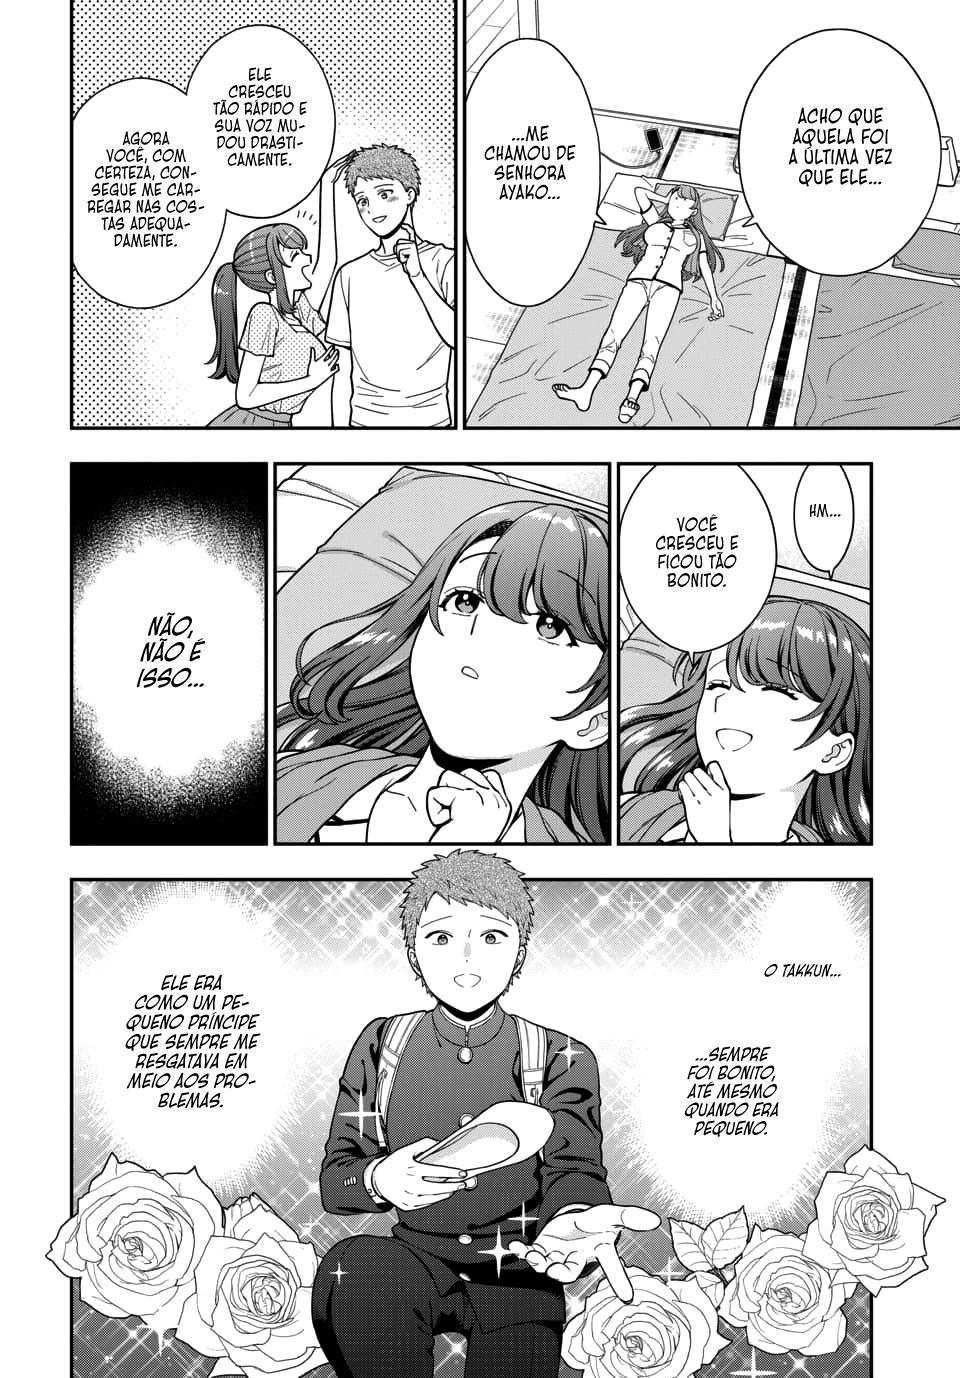 ACHO QUE
AQUELA FOI
A ÚLTIMA VEZ
QUE ELE...
...ME
CHAMOU DE
SENHORA
AYAKO...
ELE
CRESCEU
TÃO RÁPIDO E
SUA VOZ MU-
DOU DRASTI-
CAMENTE.
AGORA
VOCÊ, COM
CERTEZA, CON-
SEGUE ME CAR-
REGAR NAS COS-
TAS ADEQUA-
DAMENTE.
HM...
VOCÊ
CRESCEU E
FICOU TÃO
BONITO.
NÃO,
NÃO É
ISSO...
O TAKKUN...
...SEMPRE
FOI BONITO,
ATÉ MESMO
QUANDO ERA
PEQUENO.
ELE ERA
COMO UM PE-
QUENO PRÍNCIPE
QUE SEMPRE ME
RESGATAVA EM
MEIO AOS PRO-
BLEMAS.